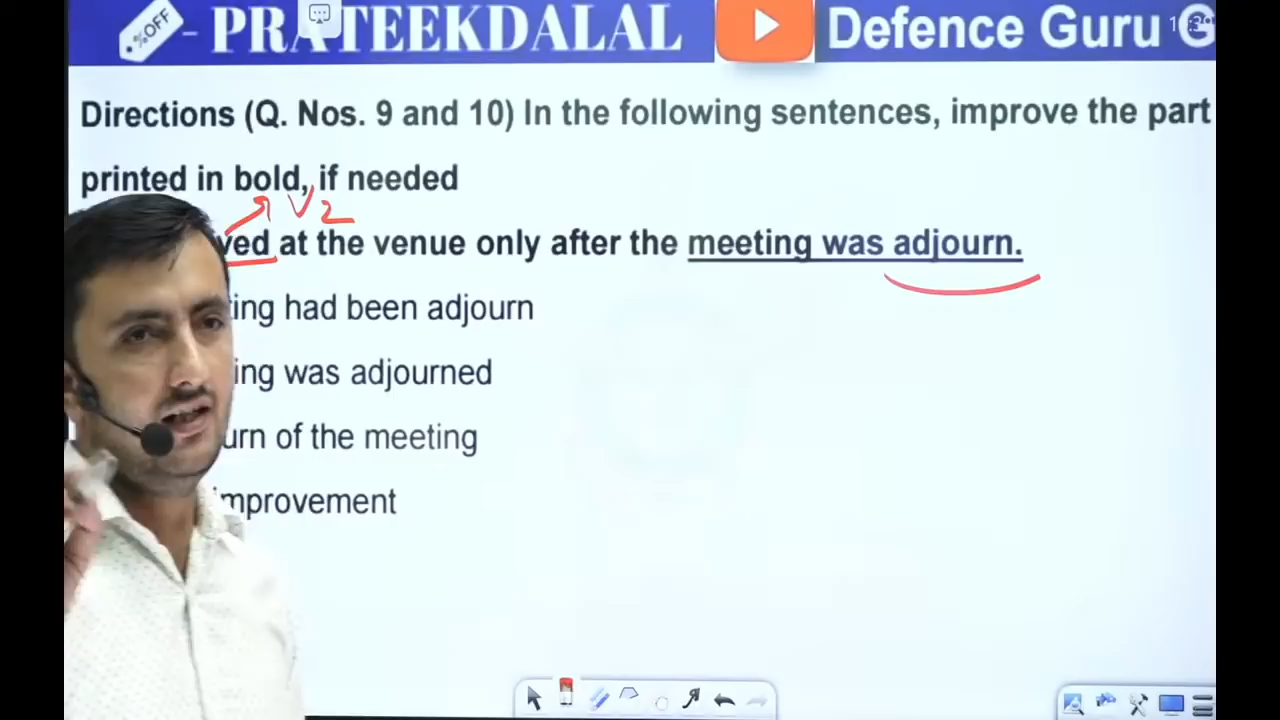 %OFF - PRATEEKDALAL Defence Guru G
Directions (Q. Nos. 9 and 10) In the following sentences, improve the part
printed in bold, if needed
V2
ved at the venue only after the meeting was adjourn.
ing had been adjourn
ing was adjourned
urn of the meeting
improvement